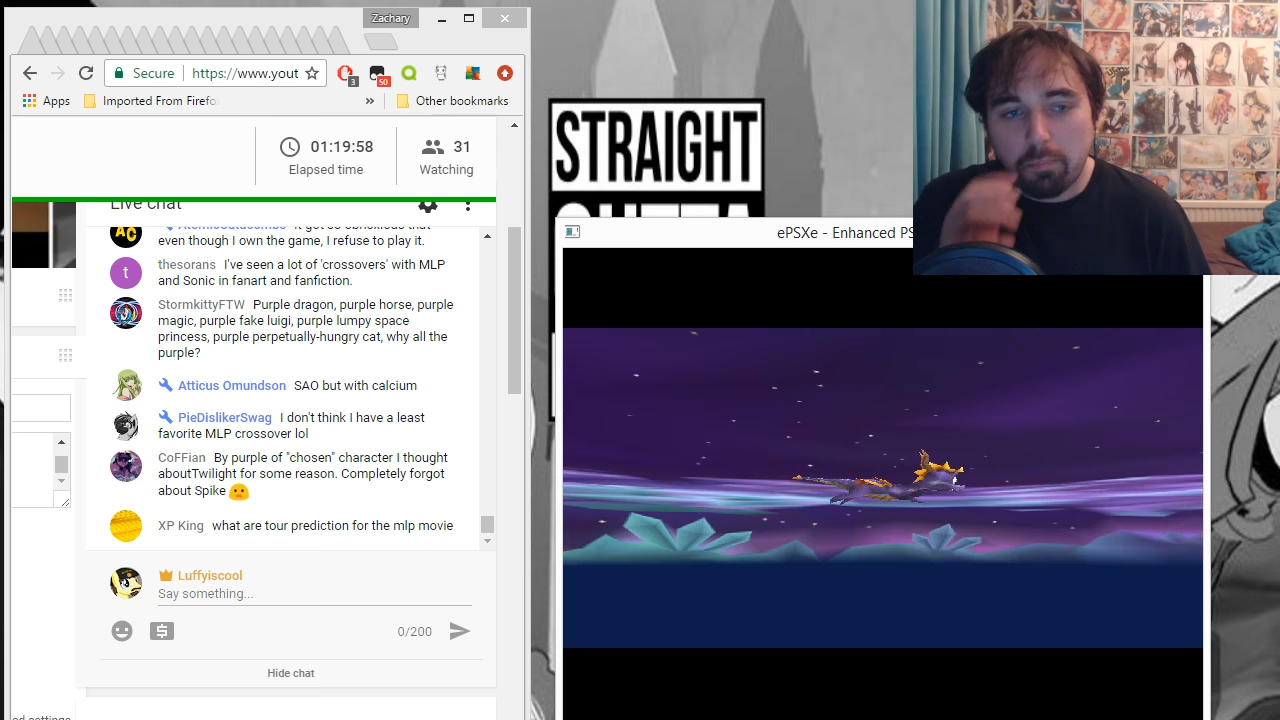 Zachary
Secure
https://www.yout
3
50
Apps
Imported From Firefo
»
Other bookmarks
01:19:58
Elapsed time
31
Watching
Live chat
even though I own the game, I refuse to play it.
thesorans I've seen a lot of 'crossovers' with MLP
and Sonic in fanart and fanfiction.
StormkittyFTW Purple dragon, purple horse, purple
magic, purple fake luigi, purple lumpy space
princess, purple perpetually-hungry cat, why all the
purple?
Atticus Omundson SAO but with calcium
PieDislikerSwag I don't think I have a least
favorite MLP crossover lol
CoFFian By purple of "chosen" character I thought
aboutTwilight for some reason. Completely forgot
about Spike
XP King what are tour prediction for the mlp movie
Luffyiscool
Say something...
0/200
Hide chat
ed settings
STRAIGHT
OUTTA
ePSXe - Enhanced PS
AC
t